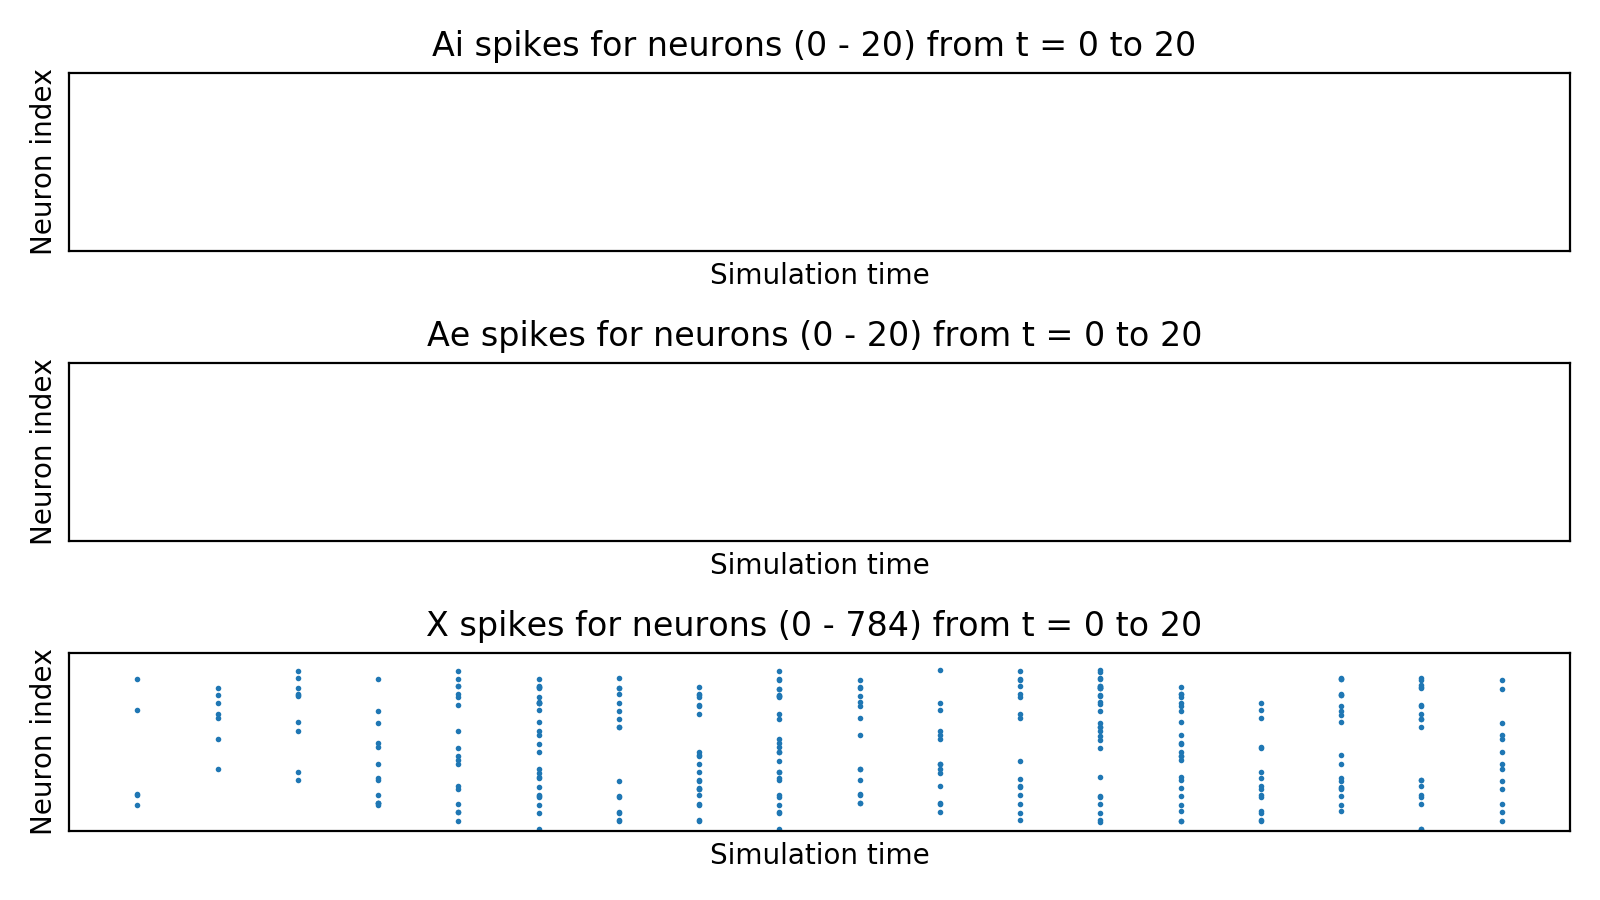 Ai spikes for neurons (0 - 20) from t = 0 to 20
Neuron index
Simulation time
Ae spikes for neurons (0 - 20) from t = 0 to 20
Neuron index
Simulation time
X spikes for neurons (0 - 784) from t = 0 to 20
Neuron index
Simulation time